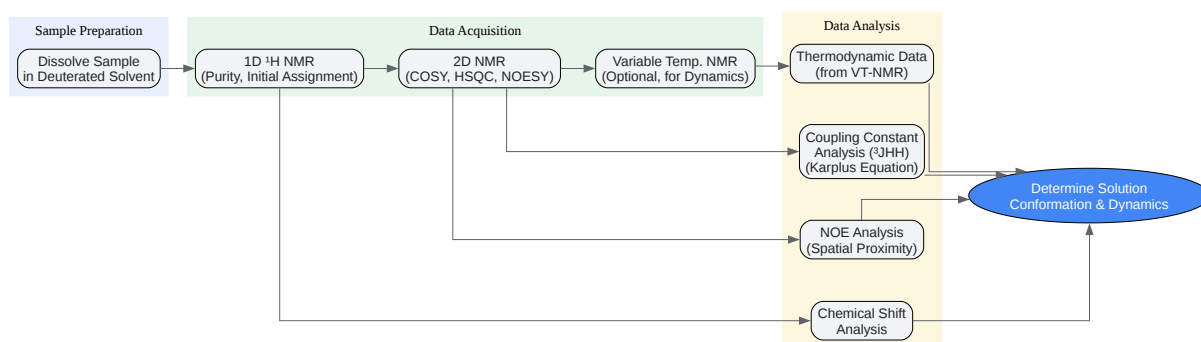 Sample Preparation
Dissolve Sample
in Deuterated Solvent
Data Acquisition
1D ¹H NMR
(Purity, Initial Assignment)
2D NMR
(COSY, HSQC, NOESY)
Variable Temp. NMR
(Optional, for Dynamics)
Data Analysis
Thermodynamic Data
(from VT-NMR)
Coupling Constant
Analysis (³JHH)
(Karplus Equation)
NOE Analysis
(Spatial Proximity)
Chemical Shift
Analysis
Determine Solution
Conformation & Dynamics